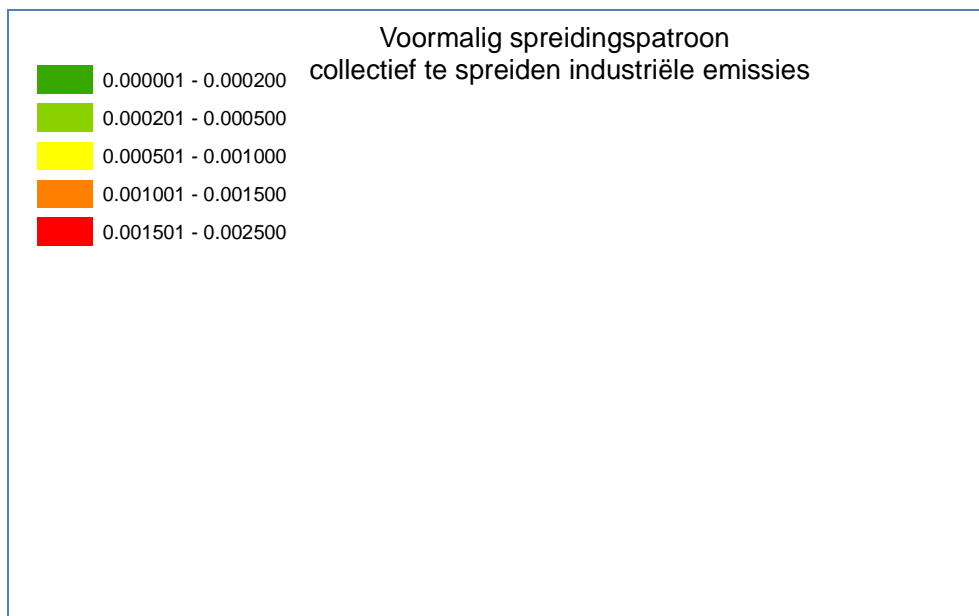 Voormalig spreidingspatroon
collectief te spreiden industriële emissies
0.000001 - 0.000200
0.000201 - 0.000500
0.000501 - 0.001000
0.001001 - 0.001500
0.001501 - 0.002500